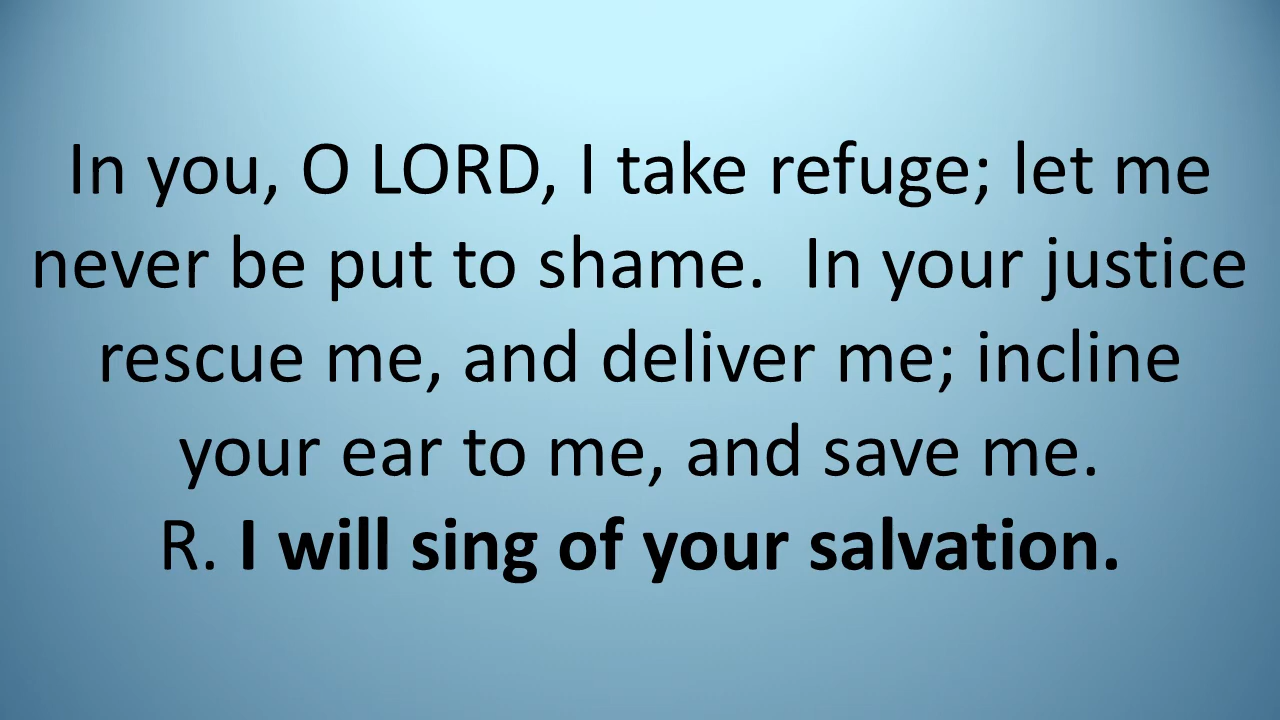 In you, O LORD, I take refuge; let me
never be put to shame.  In your justice
rescue me, and deliver me; incline
your ear to me, and save me.
R. I will sing of your salvation.